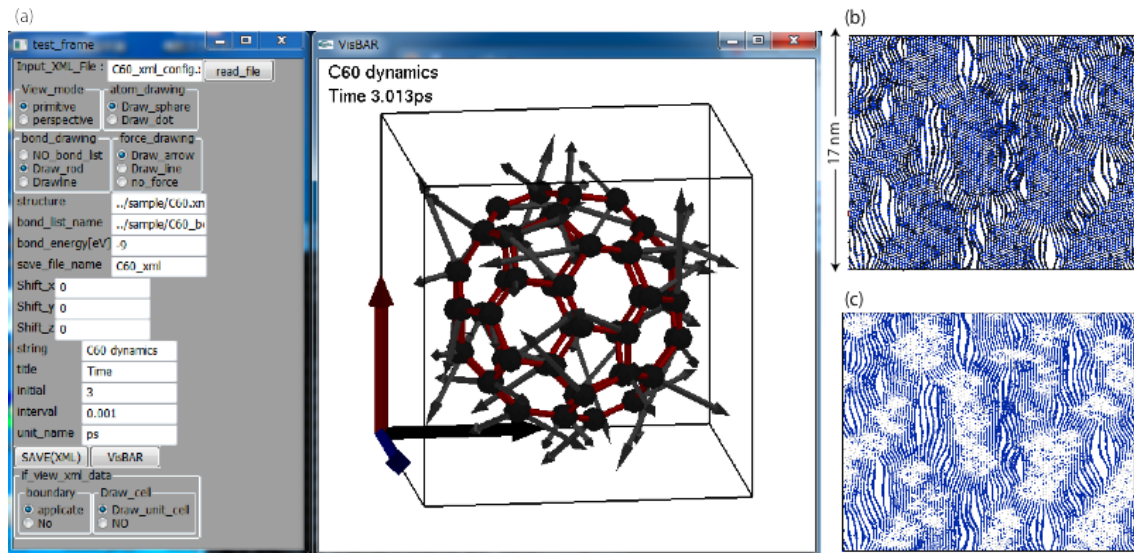 (a)
test_frame
Input_XML_File : C60_xml_config.: read_file
View_mode atom_drawing
primitive Draw_sphere
perspective Draw_dot
bond_drawing force_drawing
NO_bond_list Draw_arrow
Draw_rod Draw_line
Drawline no_force
structure ../sample/C60.xm
bond_list_name ../sample/C60_b
bond_energy[eV] -9
save_file_name C60_xml
Shift_x 0
Shift_y 0
Shift_z 0
string C60 dynamics
title Time
initial 3
interval 0.001
unit_name ps
SAVE(XML) VisBAR
if_view_xml_data
boundary Draw_cell
applicate Draw_unit_cell
No NO
VisBAR
C60 dynamics
Time 3.013ps
(b)
17 nm
(c)